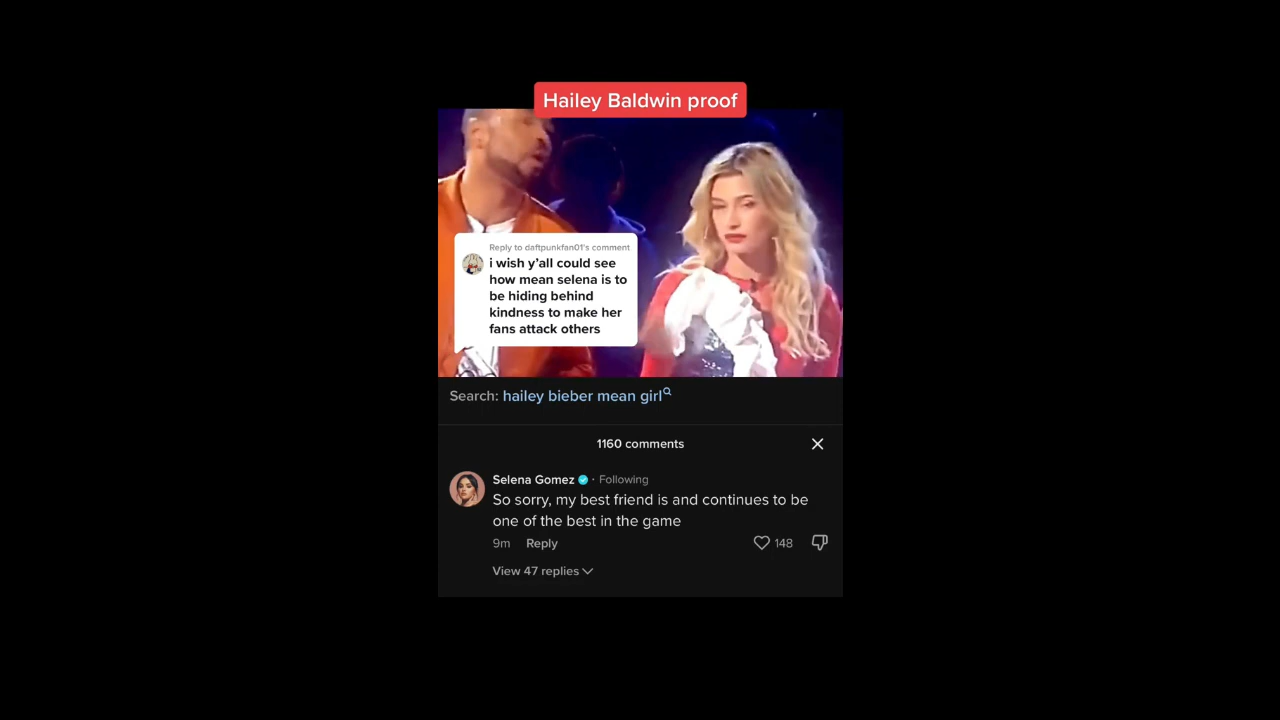 Hailey Baldwin proof
Reply to daftpunkfan01's comment
i wish y'all could see
how mean selena is to
be hiding behind
kindness to make her
fans attack others
Search: hailey bieber mean girl
1160 comments
Selena Gomez · Following
So sorry, my best friend is and continues to be
one of the best in the game
9m Reply 148
View 47 replies